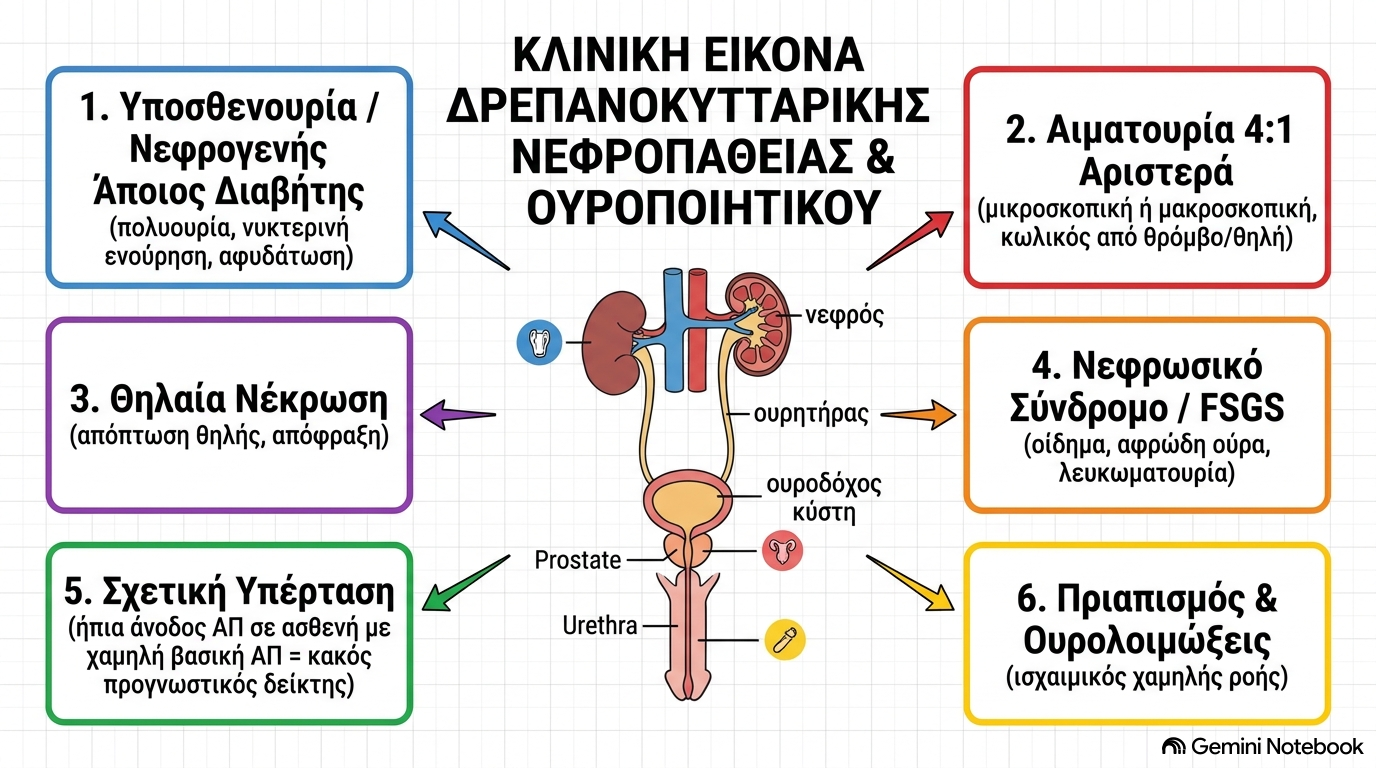 ΚΛΙΝΙΚΗ ΕΙΚΟΝΑ
ΔΡΕΠΑΝΟΚΥΤΤΑΡΙΚΗΣ
ΝΕΦΡΟΠΑΘΕΙΑΣ &
ΟΥΡΟΠΟΙΗΤΙΚΟΥ
1. Υποσθενουρία /
Νεφρογενής
Άποιος Διαβήτης
(πολυουρία, νυκτερινή
ενούρηση, αφυδάτωση)
2. Αιματουρία 4:1
Αριστερά
(μικροσκοπική ή μακροσκοπική,
κωλικός από θρόμβο/θηλή)
3. Θηλαία Νέκρωση
(απόπτωση θηλής, απόφραξη)
4. Νεφρωσικό
Σύνδρομο / FSGS
(οίδημα, αφρώδη ούρα,
λευκωματουρία)
5. Σχετική Υπέρταση
(ήπια άνοδος ΑΠ σε ασθενή με
χαμηλή βασική ΑΠ = κακός
προγνωστικός δείκτης)
6. Πριαπισμός &
Ουρολοιμώξεις
(ισχαιμικός χαμηλής ροής)
νεφρός
ουρητήρας
ουροδόχος
κύστη
Prostate
Urethra
Gemini Notebook